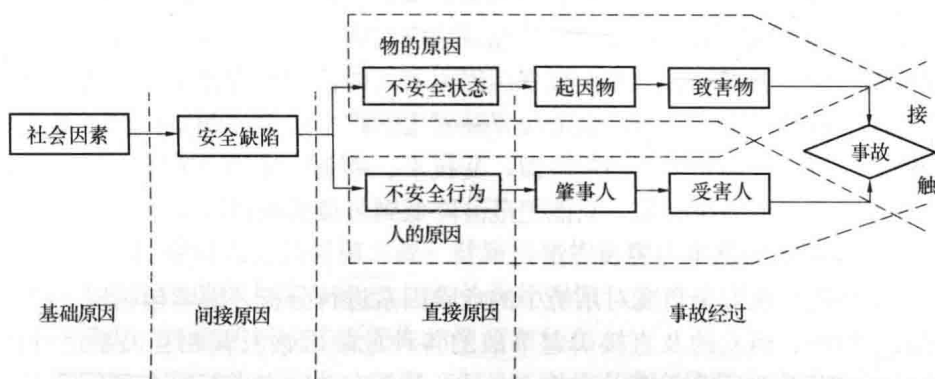 物的原因
不安全状态
起因物
致害物
接
社会因素
安全缺陷
事故
触
不安全行为
肇事人
受害人
人的原因
基础原因
间接原因
直接原因
事故经过